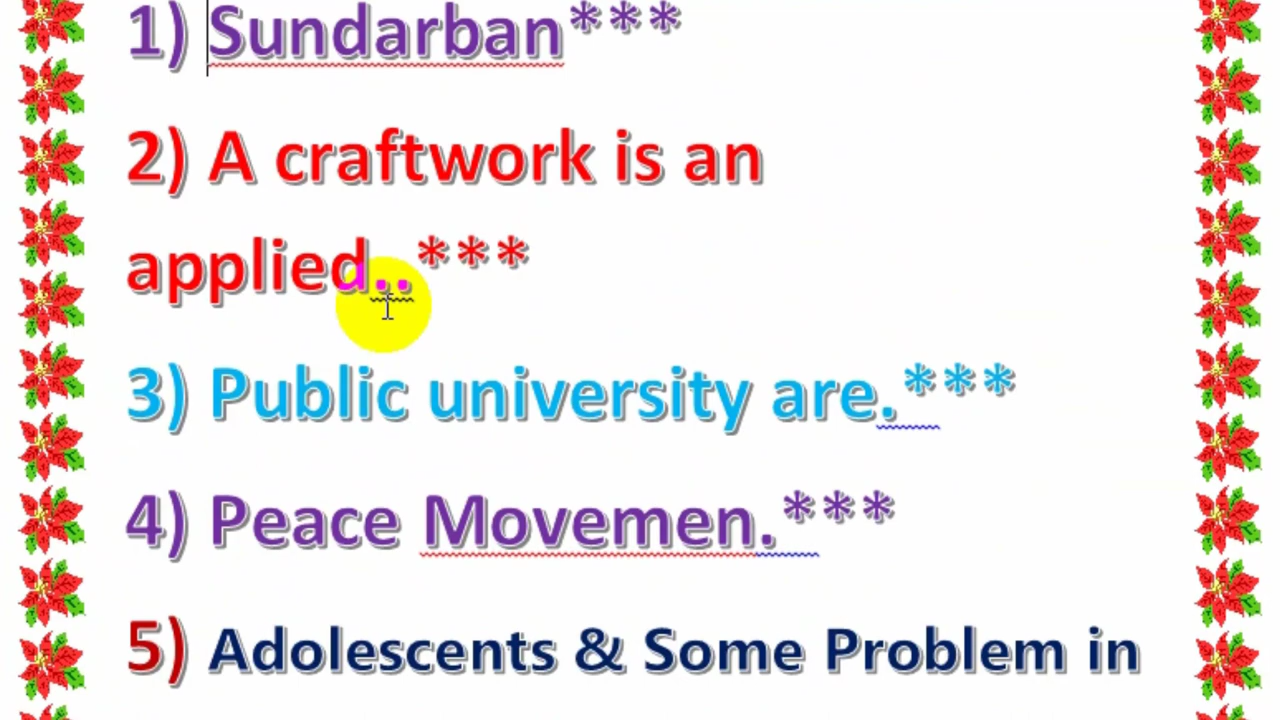 1) Sundarban***
2) A craftwork is an
applied..***
3) Public university are.***
4) Peace Movemen.***
5) Adolescents & Some Problem in